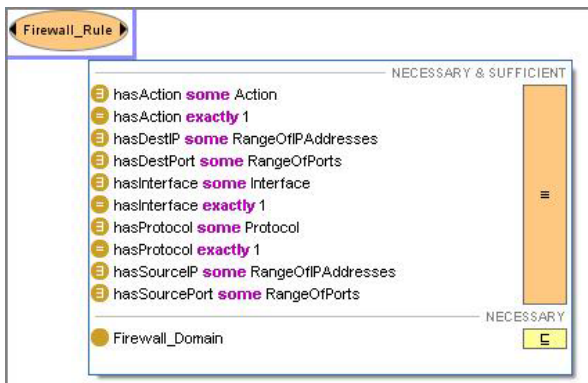 Firewall_Rule
NECESSARY & SUFFICIENT
∃ hasAction some Action
= hasAction exactly 1
∃ hasDestIP some RangeOfIPAddresses
∃ hasDestPort some RangeOfPorts
∃ hasInterface some Interface
= hasInterface exactly 1
∃ hasProtocol some Protocol
= hasProtocol exactly 1
∃ hasSourceIP some RangeOfIPAddresses
∃ hasSourcePort some RangeOfPorts
≡
NECESSARY
Firewall_Domain
⊑